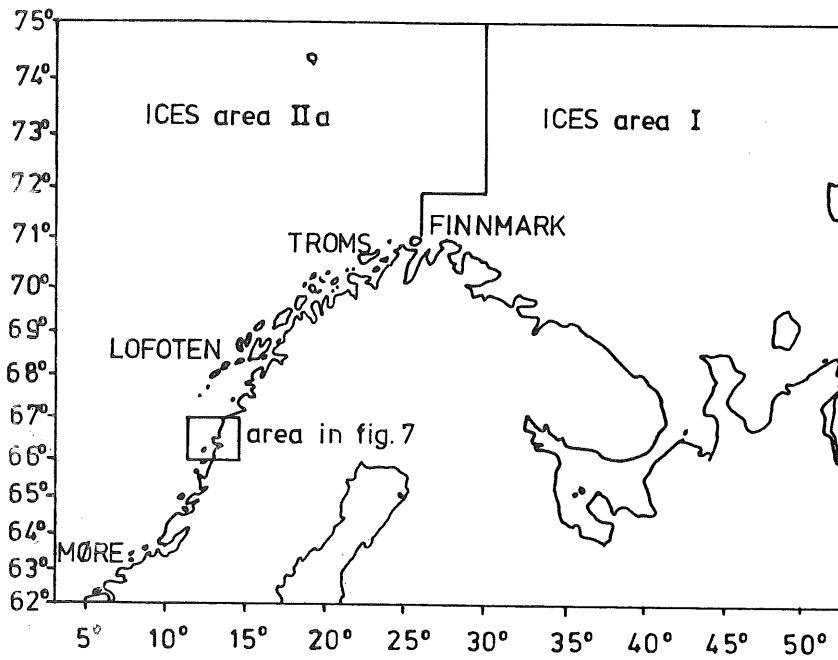 75°
74°
ICES area IIa
ICES area I
73°
72°
71°
FINNMARK
TROMS
70°
69°
LOFOTEN
68°
67°
area in fig. 7
66°
65°
64°
MØRE
63°
62°
5° 10° 15° 20° 25° 30° 35° 40° 45° 50°